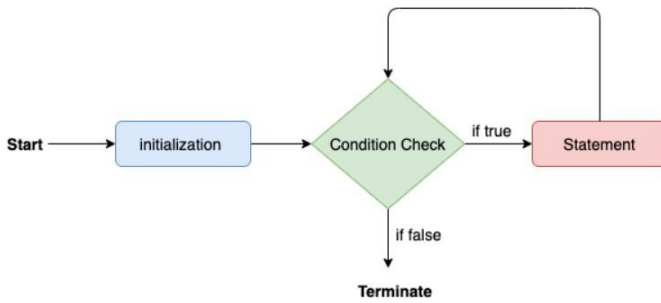 Start
initialization
Condition Check
if true
Statement
if false
Terminate